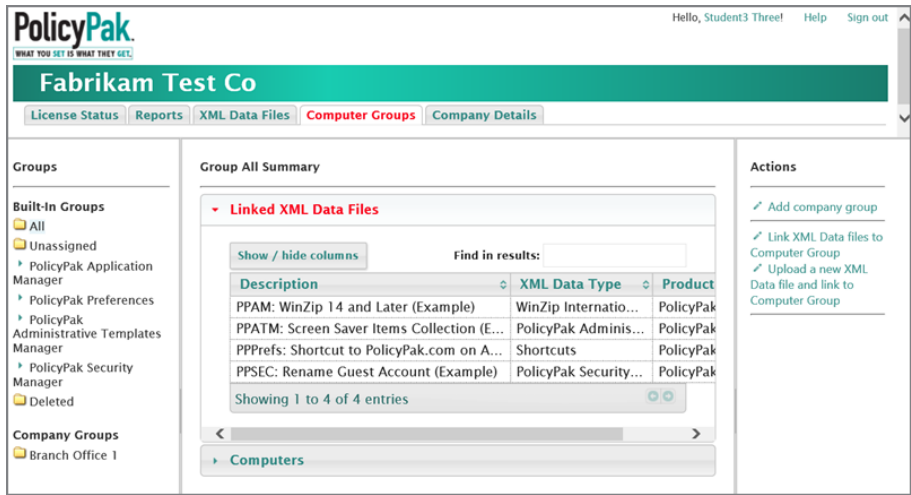 PolicyPak
WHAT YOU SET IS WHAT THEY GET.
Hello, Student3 Three! Help Sign out
Fabrikam Test Co
License Status Reports XML Data Files Computer Groups Company Details
Groups
Built-In Groups
All
Unassigned
PolicyPak Application
Manager
PolicyPak Preferences
PolicyPak
Administrative Templates
Manager
PolicyPak Security
Manager
Deleted
Company Groups
Branch Office 1
Group All Summary
Linked XML Data Files
Show / hide columns Find in results:
Description XML Data Type Product
PPAM: WinZip 14 and Later (Example) WinZip Internatio... PolicyPak
PPATM: Screen Saver Items Collection (E... PolicyPak Adminis... PolicyPak
PPPrefs: Shortcut to PolicyPak.com on A... Shortcuts PolicyPak
PPSEC: Rename Guest Account (Example) PolicyPak Security... PolicyPak
Showing 1 to 4 of 4 entries
Computers
Actions
Add company group
Link XML Data files to
Computer Group
Upload a new XML
Data file and link to
Computer Group